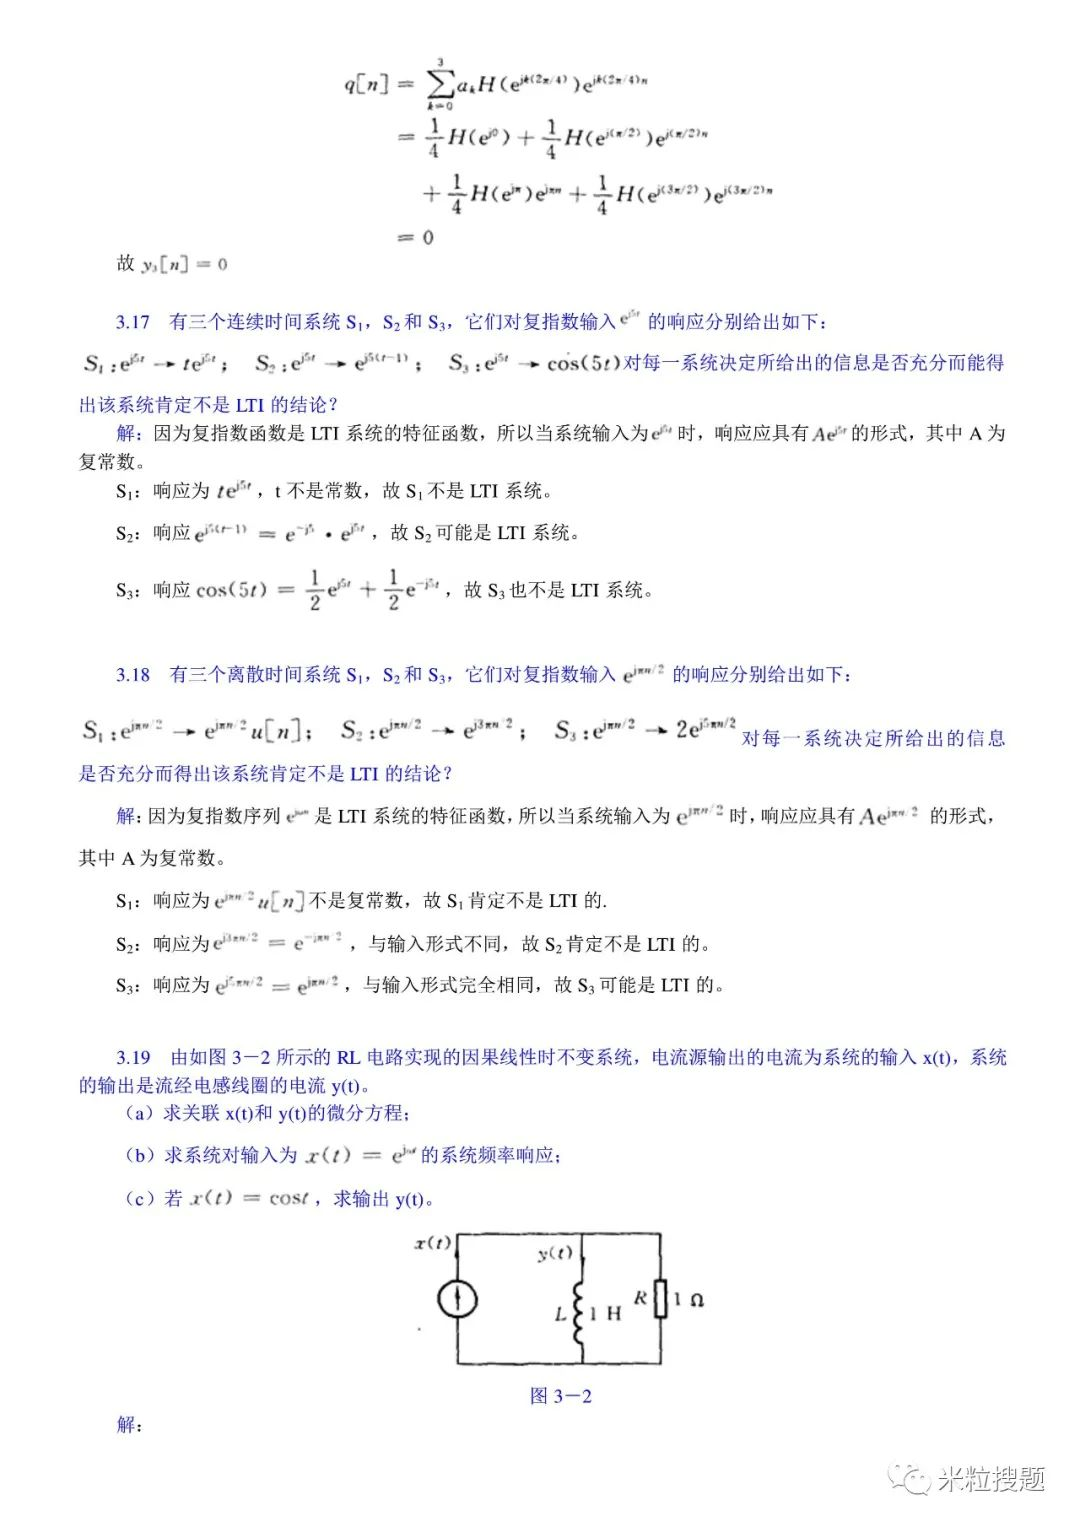 q[n] = ∑_{k=0}^{3} a_k H(e^{jk(2π/4)})e^{jk(2π/4)n}
= 1/4 H(e^{j0}) + 1/4 H(e^{j(π/2)})e^{j(π/2)n}
+ 1/4 H(e^{jπ})e^{jπn} + 1/4 H(e^{j(3π/2)})e^{j(3π/2)n}
= 0
故 y₃[n] = 0
3.17 有三个连续时间系统 S₁，S₂和 S₃，它们对复指数输入 e^{j5t} 的响应分别给出如下：
S₁:e^{j5t} → te^{j5t}； S₂:e^{j5t} → e^{j5(t-1)}； S₃:e^{j5t} → cos(5t)对每一系统决定所给出的信息是否充分而能得
出该系统肯定不是 LTI 的结论？
解：因为复指数函数是 LTI 系统的特征函数，所以当系统输入为 e^{j5t} 时，响应应具有 Ae^{j5t} 的形式，其中 A 为
复常数。
S₁：响应为 te^{j5t}，t 不是常数，故 S₁不是 LTI 系统。
S₂：响应 e^{j5(t-1)} = e^{-j5} • e^{j5t}，故 S₂可能是 LTI 系统。
S₃：响应 cos(5t) = 1/2 e^{j5t} + 1/2 e^{-j5t}，故 S₃也不是 LTI 系统。
3.18 有三个离散时间系统 S₁，S₂和 S₃，它们对复指数输入 e^{jπn/2} 的响应分别给出如下：
S₁:e^{jπn/2} → e^{jπn/2}u[n]； S₂:e^{jπn/2} → e^{j3πn/2}； S₃:e^{jπn/2} → 2e^{j5πn/2} 对每一系统决定所给出的信息
是否充分而得出该系统肯定不是 LTI 的结论？
解：因为复指数序列 e^{jωn} 是 LTI 系统的特征函数，所以当系统输入为 e^{jπn/2} 时，响应应具有 Ae^{jπn/2} 的形式，
其中 A 为复常数。
S₁：响应为 e^{jπn/2}u[n]不是复常数，故 S₁肯定不是 LTI 的.
S₂：响应为 e^{j3πn/2} = e^{-jπn/2}，与输入形式不同，故 S₂肯定不是 LTI 的。
S₃：响应为 e^{j5πn/2} = e^{jπn/2}，与输入形式完全相同，故 S₃可能是 LTI 的。
3.19 由如图 3－2 所示的 RL 电路实现的因果线性时不变系统，电流源输出的电流为系统的输入 x(t)，系统
的输出是流经电感线圈的电流 y(t)。
（a）求关联 x(t)和 y(t)的微分方程；
（b）求系统对输入为 x(t) = e^{jωt} 的系统频率响应；
（c）若 x(t) = cost，求输出 y(t)。
x(t)
y(t)
L 1 H
R 1 Ω
图 3－2
解：
米粒搜题